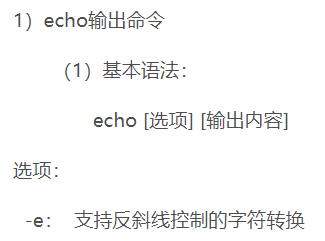 1）echo输出命令
（1）基本语法：
echo [选项] [输出内容]
选项：
-e： 支持反斜线控制的字符转换